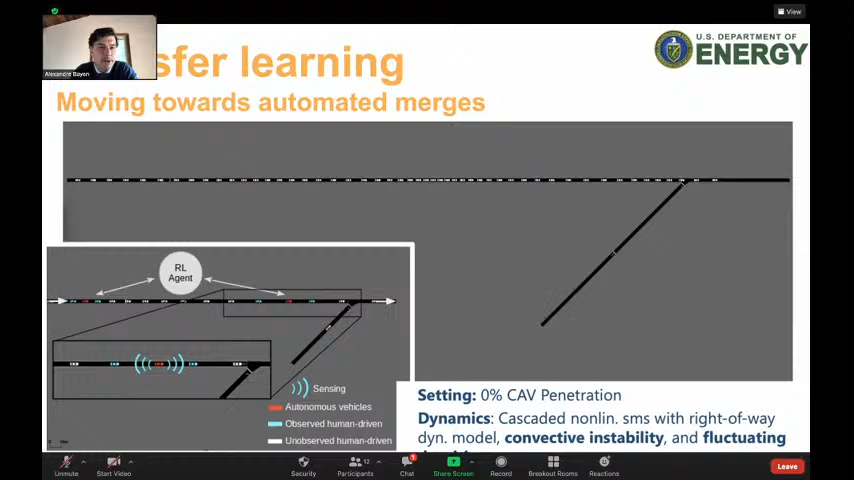 View
Alexandre Bayen
sfer learning
U.S. DEPARTMENT OF
ENERGY
Moving towards automated merges
RL
Agent
Sensing
Autonomous vehicles
Observed human-driven
Unobserved human-driven
Setting: 0% CAV Penetration
Dynamics: Cascaded nonlin. sms with right-of-way
dyn. model, convective instability, and fluctuating
Unmute
Start Video
Security
Participants
12
Chat
1
Share Screen
Record
Breakout Rooms
Reactions
Leave